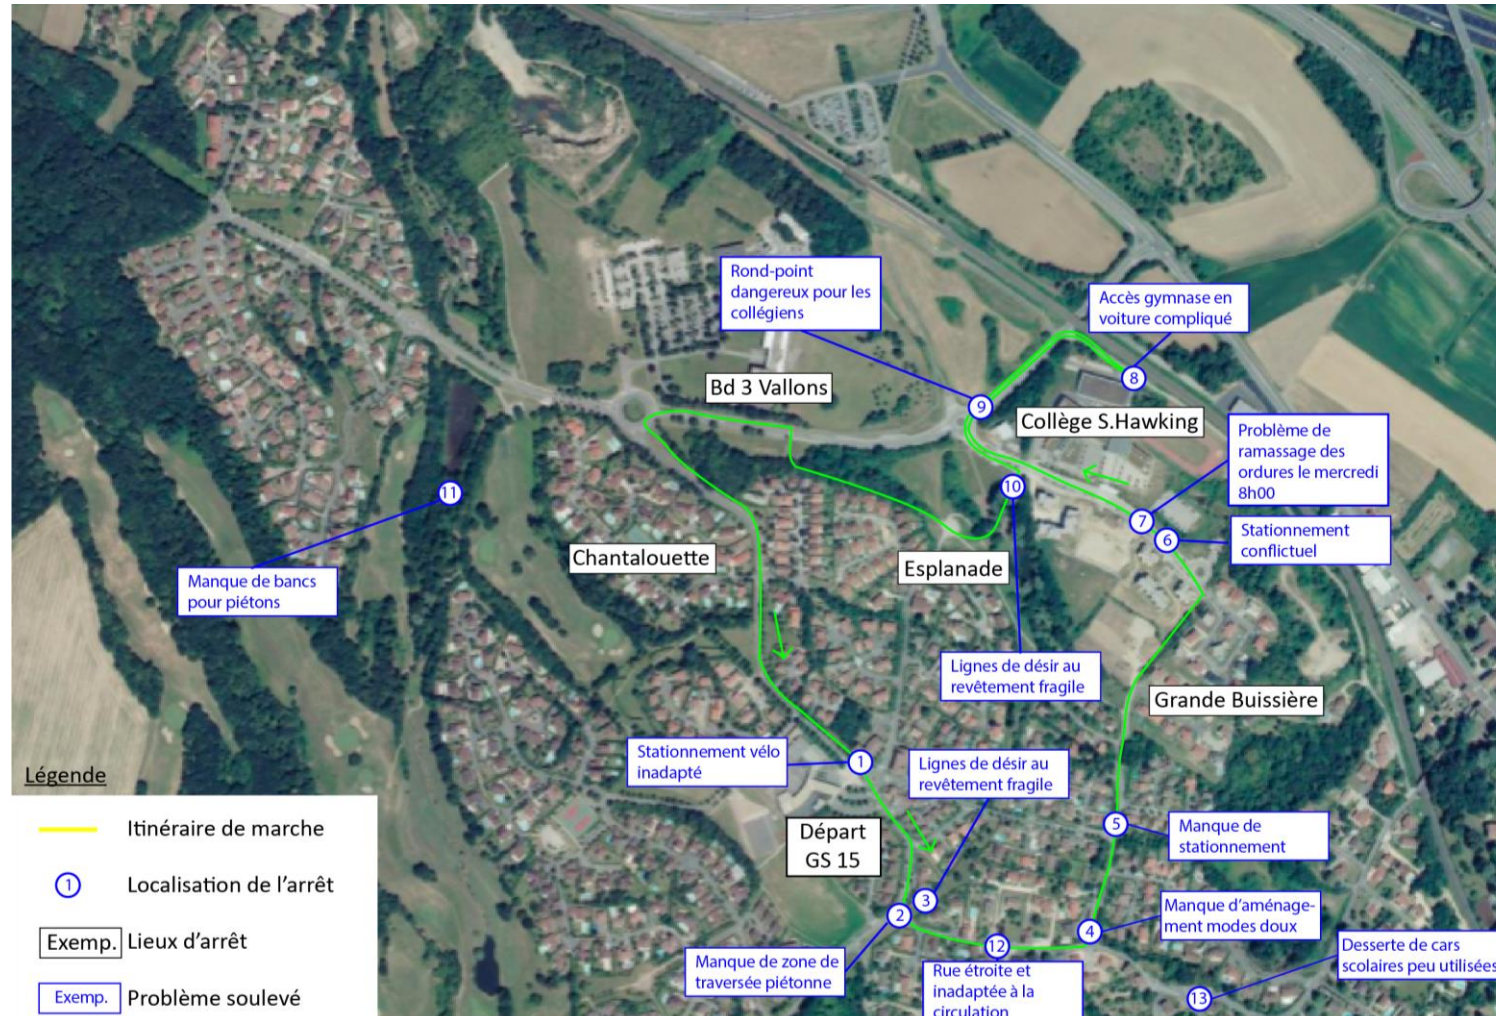 Rond-point
dangereux pour les
collégiens
Accès gymnase en
voiture compliqué
8
Bd 3 Vallons
9
Collège S.Hawking
Problème de
ramassage des
ordures le mercredi
8h00
11
10
7
6
Stationnement
conflictuel
Chantalouette
Esplanade
Manque de bancs
pour piétons
Lignes de désir au
revêtement fragile
Grande Buissière
Stationnement vélo
inadapté
1
Lignes de désir au
revêtement fragile
Départ
GS 15
5
Manque de
stationnement
3
2
4
12
Manque d'aménage-
ment modes doux
Manque de zone de
traversée piétonne
Rue étroite et
inadaptée à la
circulation
13
Desserte de cars
scolaires peu utilisées
Légende
Itinéraire de marche
1 Localisation de l'arrêt
Exemp. Lieux d'arrêt
Exemp. Problème soulevé